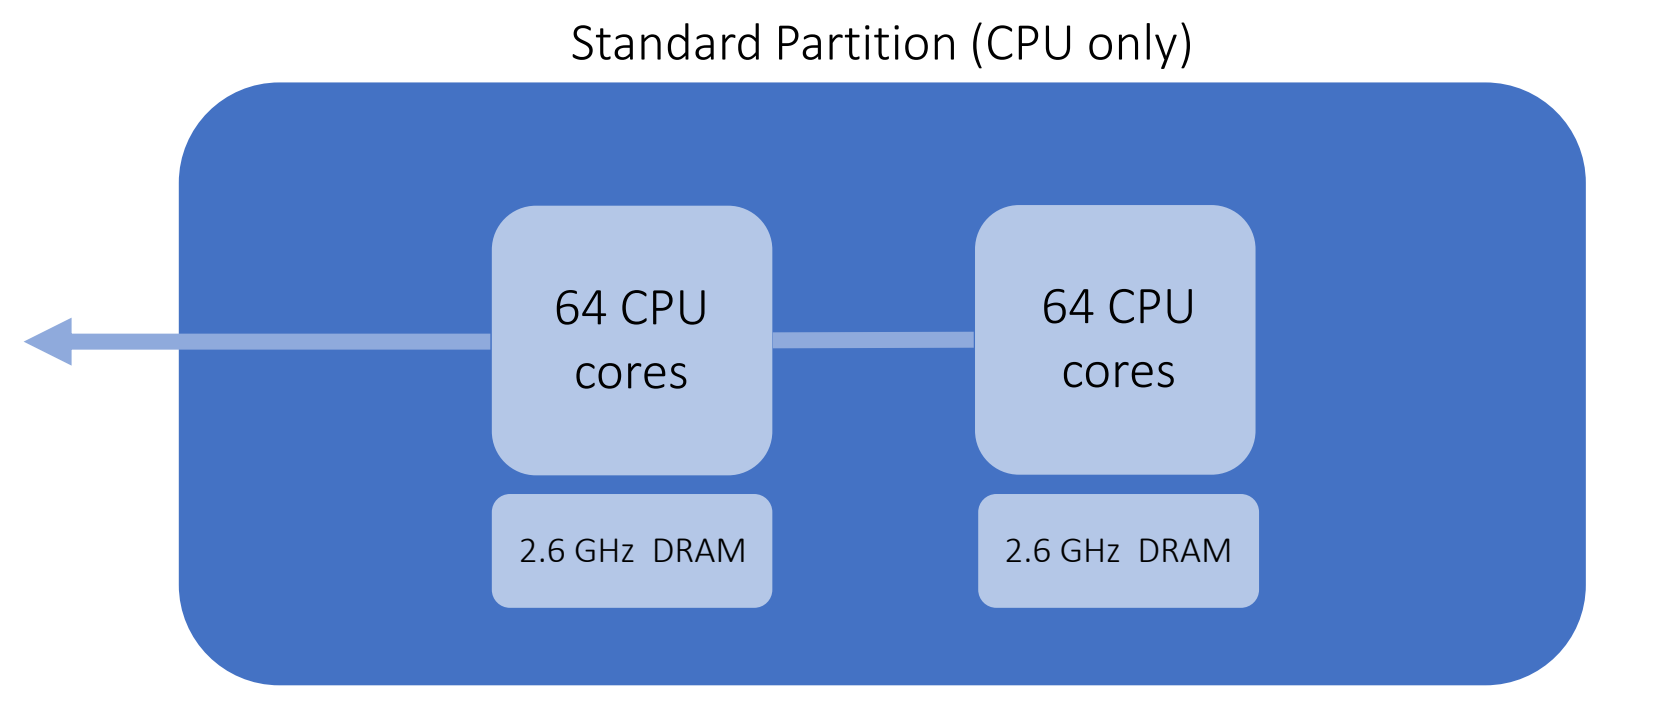 Standard Partition (CPU only)
64 CPU
cores
64 CPU
cores
2.6 GHz  DRAM
2.6 GHz  DRAM